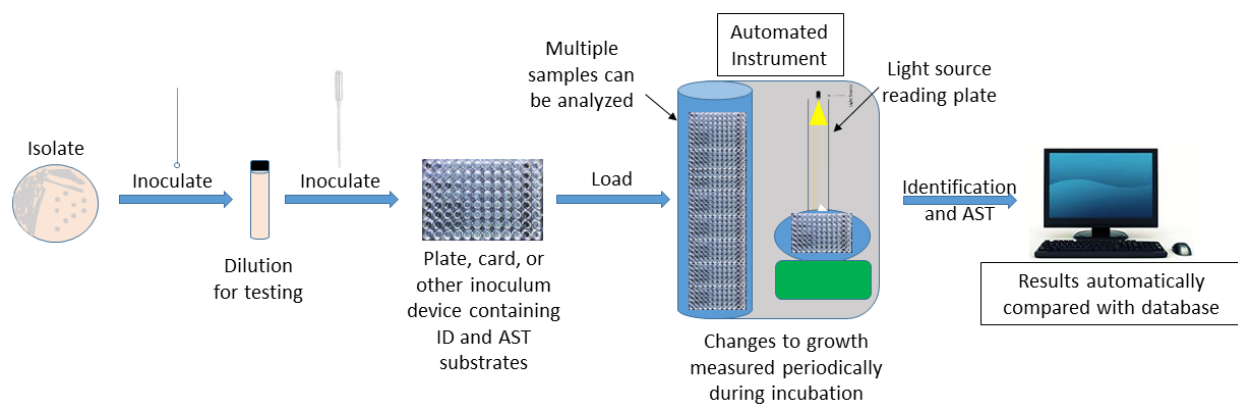 Isolate
Inoculate
Dilution
for testing
Inoculate
Plate, card, or
other inoculum
device containing
ID and AST
substrates
Load
Multiple
samples can
be analyzed
Automated
Instrument
Light source
reading plate
Light Source
Changes to growth
measured periodically
during incubation
Identification
and AST
Results automatically
compared with database